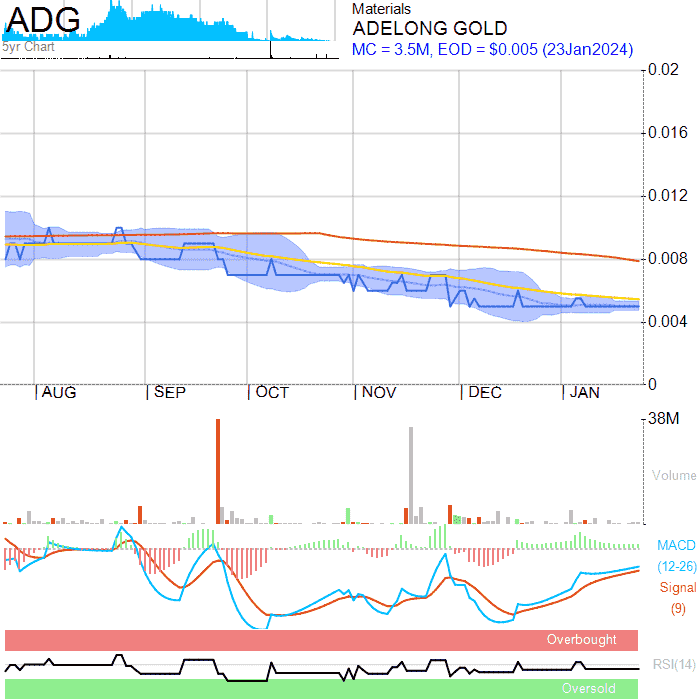 ADG
5yr Chart
Materials
ADELONG GOLD
MC = 3.5M, EOD = $0.005 (23Jan2024)
0.02
0.016
0.012
0.008
0.004
0
AUG SEP OCT NOV DEC JAN
38M
Volume
MACD
(12-26)
Signal
(9)
Overbought
RSI(14)
Oversold